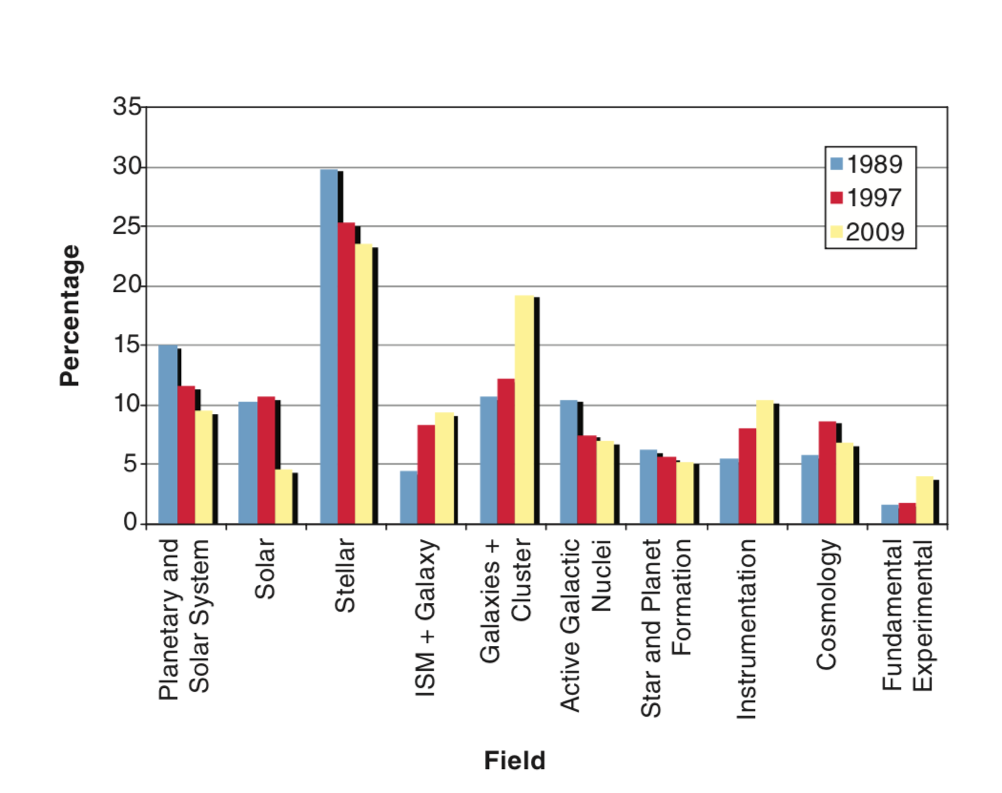 35
30
25
20
15
10
5
0
Percentage
1989
1997
2009
Planetary and
Solar System
Solar
Stellar
ISM + Galaxy
Galaxies +
Cluster
Active Galactic
Nuclei
Star and Planet
Formation
Instrumentation
Cosmology
Fundamental
Experimental
Field